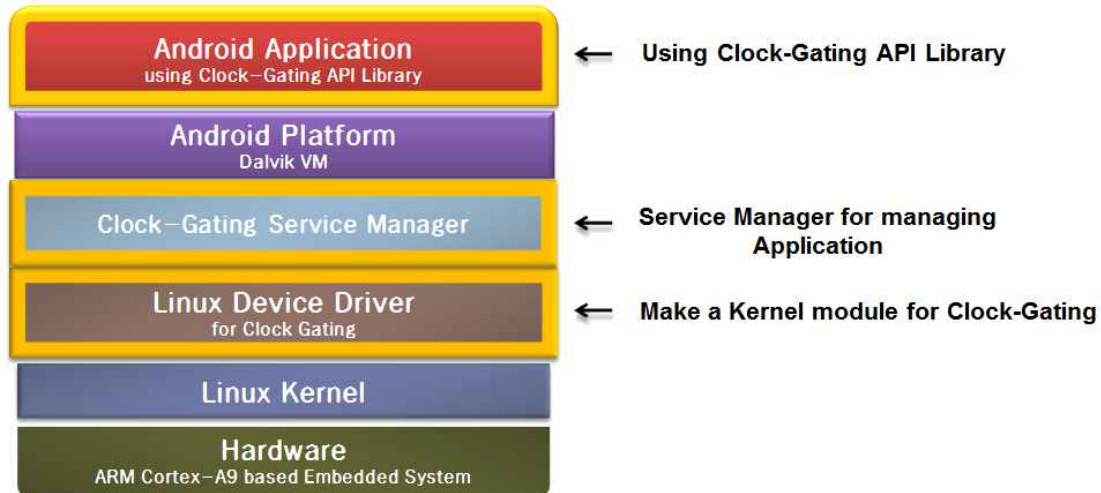 Android Application
using Clock-Gating API Library
Using Clock-Gating API Library
Android Platform
Dalvik VM
Clock-Gating Service Manager
Service Manager for managing
Application
Linux Device Driver
for Clock Gating
Make a Kernel module for Clock-Gating
Linux Kernel
Hardware
ARM Cortex-A9 based Embedded System